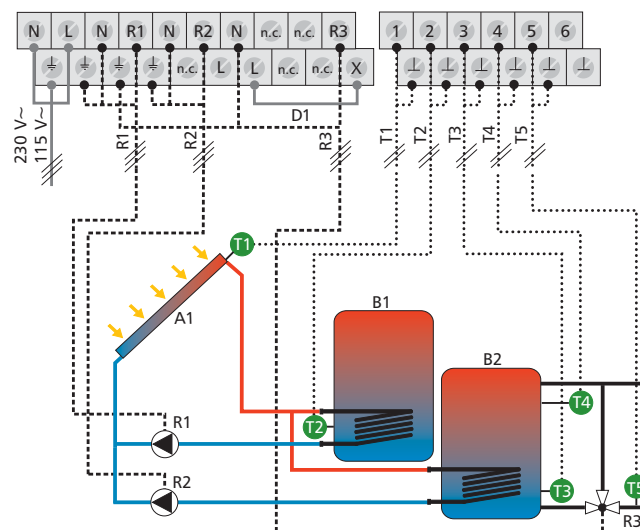 N L N R1 N R2 N n.c. n.c. R3
n.c. L L n.c. n.c. X
1 2 3 4 5 6
D1
230 V~
115 V~
R1
R2
R3
T1
T2
T3
T4
T5
T1
A1
B1
B2
T2
T4
R1
R2
T3
T5
R3